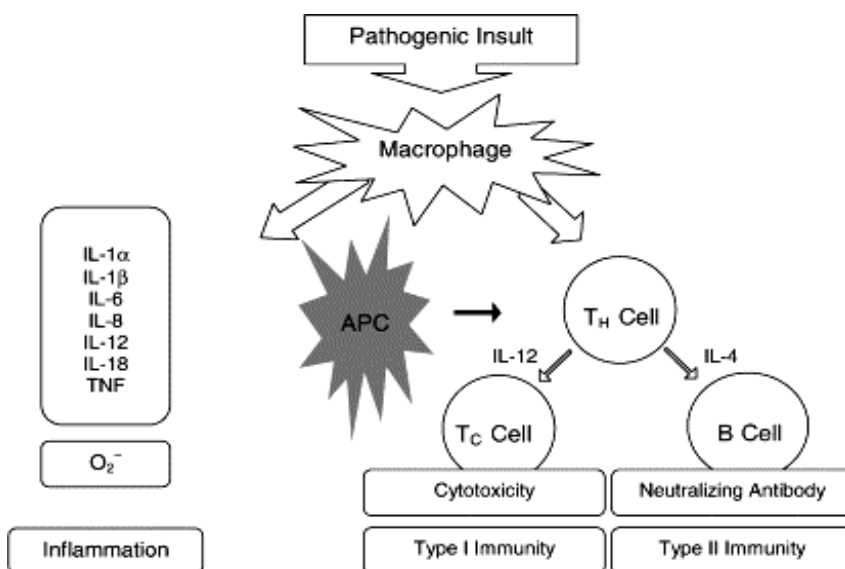 Pathogenic Insult
Macrophage
IL-1α
IL-1β
IL-6
IL-8
IL-12
IL-18
TNF
O₂⁻
Inflammation
APC
T_H Cell
IL-12
IL-4
T_C Cell
B Cell
Cytotoxicity
Neutralizing Antibody
Type I Immunity
Type II Immunity